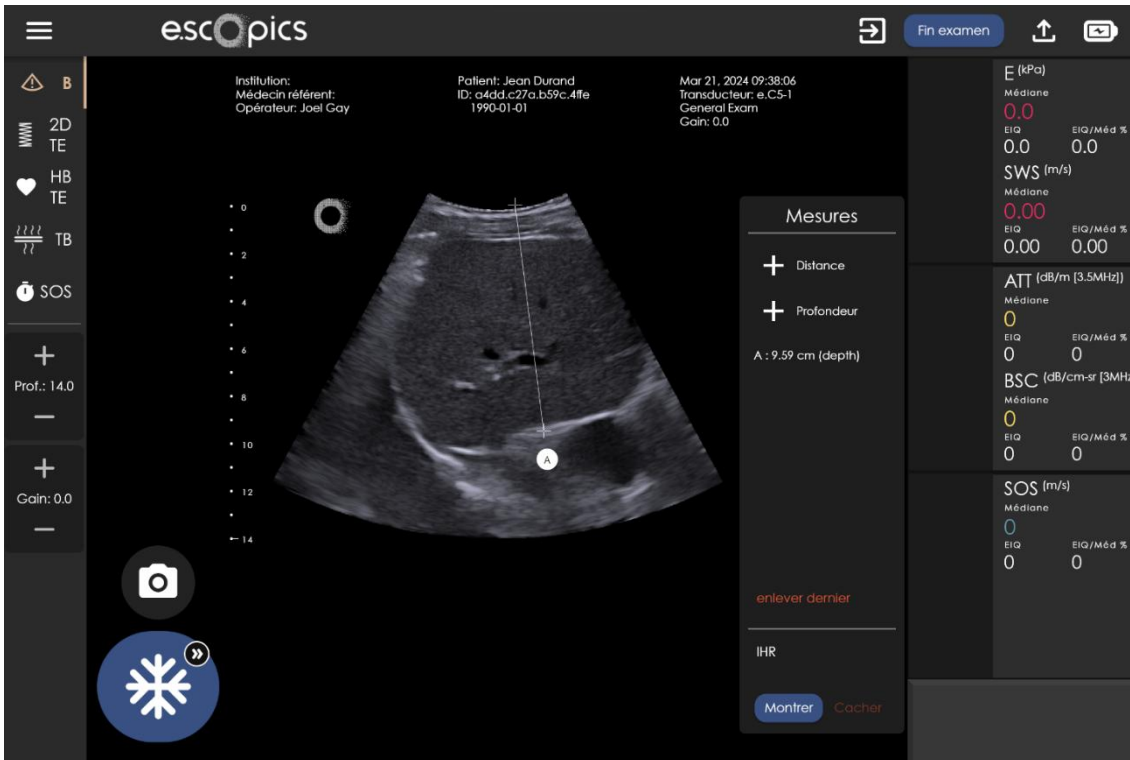 e.scopics
Fin examen
Institution:
Médecin référent:
Opérateur: Joel Gay
Patient: Jean Durand
ID: a4dd.c27a.b59c.4ffe
1990-01-01
Mar 21, 2024 09:38:06
Transducteur: e.C5-1
General Exam
Gain: 0.0
B
2D
TE
HB
TE
TB
SOS
Prof.: 14.0
Gain: 0.0
0
2
4
6
8
10
12
14
A
Mesures
Distance
Profondeur
A : 9.59 cm (depth)
enlever dernier
IHR
Montrer Cacher
E (kPa)
Médiane
0.0
EIQ EIQ/Méd %
0.0 0.0
SWS (m/s)
Médiane
0.00
EIQ EIQ/Méd %
0.00 0.00
ATT (dB/m [3.5MHz])
Médiane
0
EIQ EIQ/Méd %
0 0
BSC (dB/cm-sr [3MHz
Médiane
0
EIQ EIQ/Méd %
0 0
SOS (m/s)
Médiane
0
EIQ EIQ/Méd %
0 0